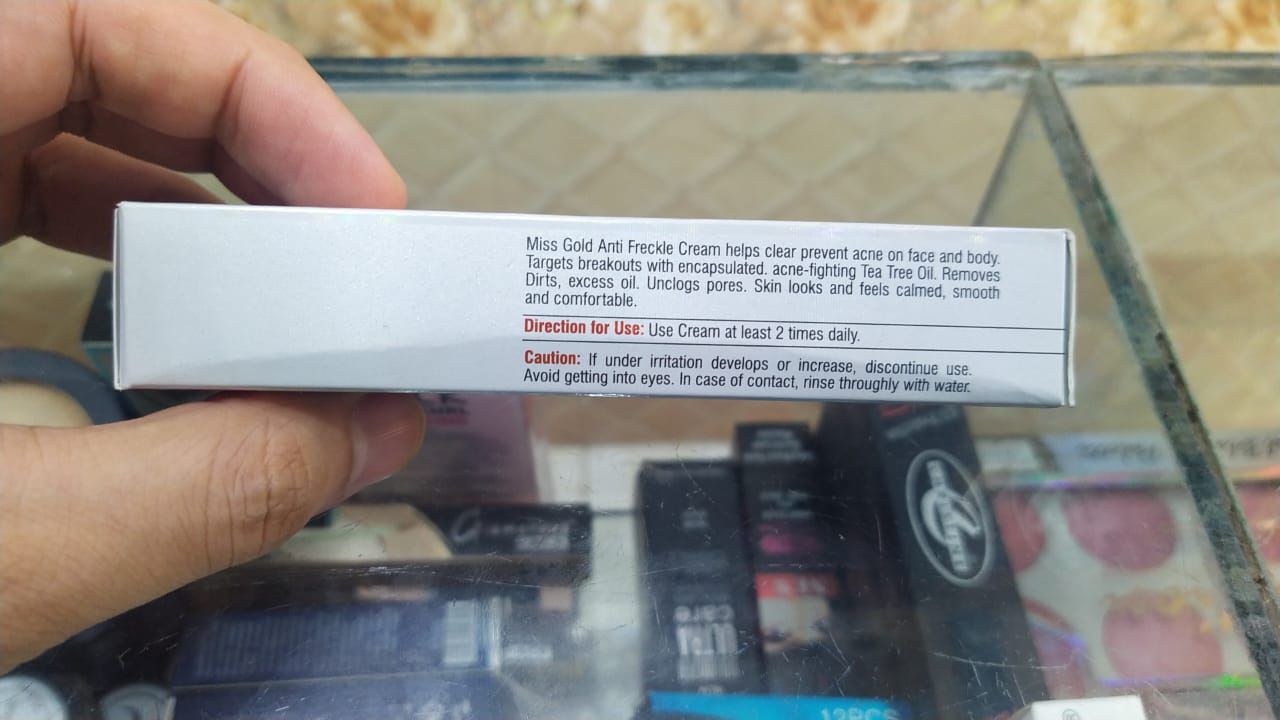 Miss Gold Anti Freckle Cream helps clear prevent acne on face and body.
Targets breakouts with encapsulated. acne-fighting Tea Tree Oil. Removes
Dirts, excess oil. Unclogs pores. Skin looks and feels calmed, smooth
and comfortable.
Direction for Use: Use Cream at least 2 times daily.
Caution: If under irritation develops or increase, discontinue use.
Avoid getting into eyes. In case of contact, rinse throughly with water.
care
ULTRA
12PCS